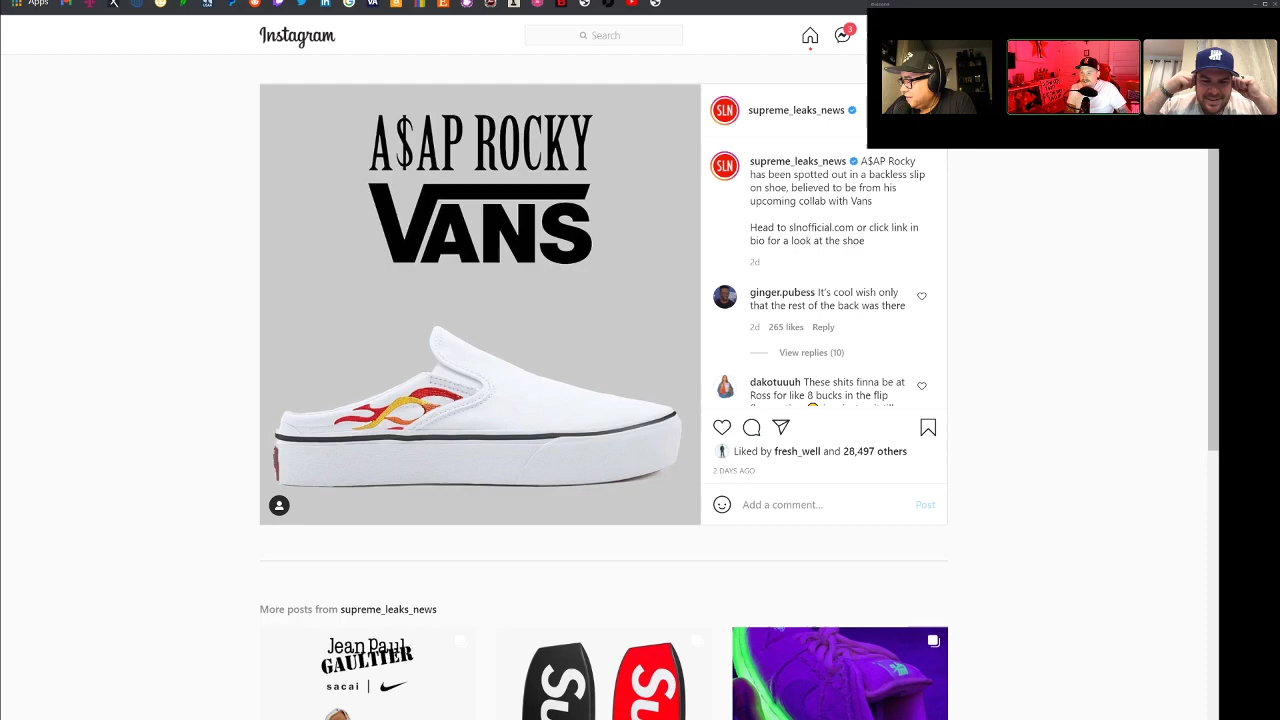 Apps
Instagram
Search
3
A$AP ROCKY
VANS
SLN
supreme_leaks_news
SLN
supreme_leaks_news A$AP Rocky
has been spotted out in a backless slip
on shoe, believed to be from his
upcoming collab with Vans
Head to slnofficial.com or click link in
bio for a look at the shoe
2d
ginger.pubess It's cool wish only
that the rest of the back was there
2d 265 likes Reply
View replies (10)
dakotuuuh These shits finna be at
Ross for like 8 bucks in the flip
Liked by fresh_well and 28,497 others
2 DAYS AGO
Add a comment...
Post
More posts from supreme_leaks_news
Jean Paul
GAULTIER
sacai |
Su
Su